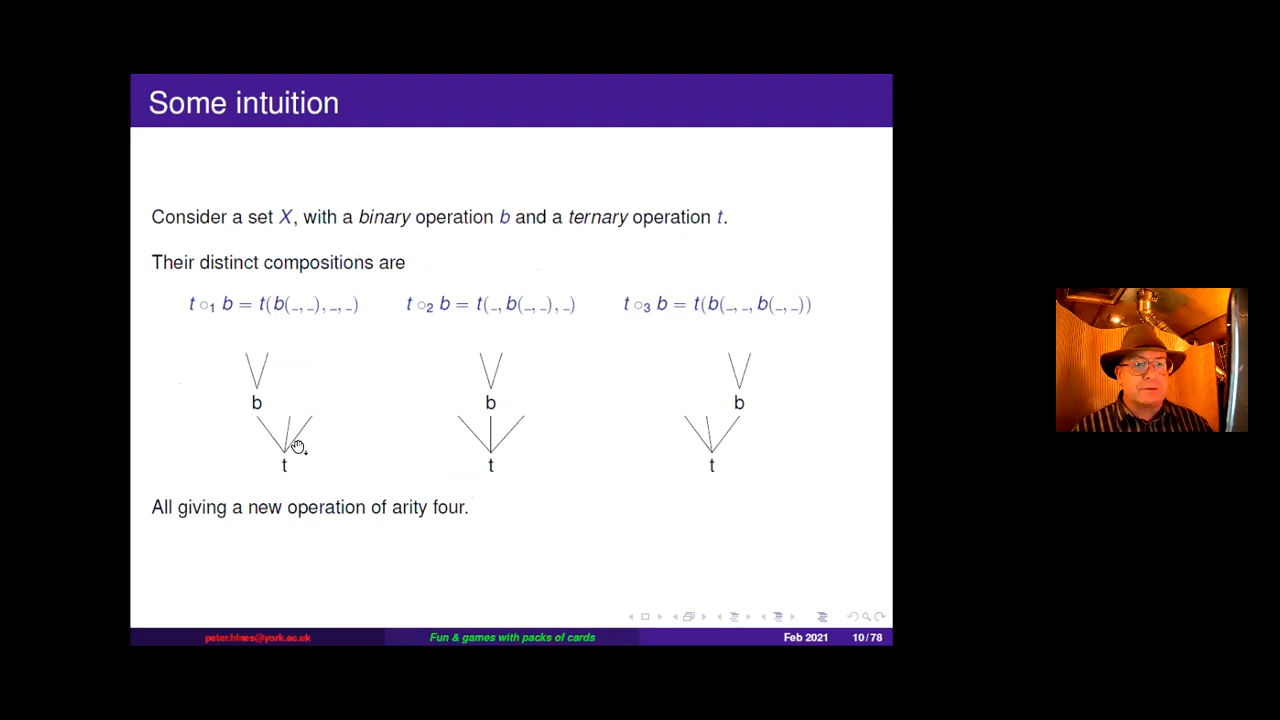 Some intuition
Consider a set X, with a binary operation b and a ternary operation t.
Their distinct compositions are
t ∘₁ b = t(b(_, _), _, _) t ∘₂ b = t(_, b(_, _), _) t ∘₃ b = t(b(_, _, b(_, _))
b b b
t t t
All giving a new operation of arity four.
peter.hines@york.ac.uk Fun & games with packs of cards Feb 2021 10 / 78